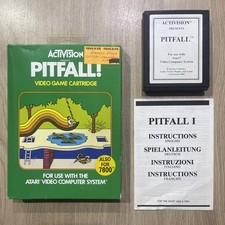 ACTIVISION
PITFALL!
VIDEO GAME CARTRIDGE
ALSO
FOR
7800
FOR USE WITH THE
ATARI VIDEO COMPUTER SYSTEM
ACTIVISION
PRESENTS
PITFALL
For use with
Atari
Video Computer System
PITFALL I
INSTRUCTIONS
ENGLISH
SPIELANLEITUNG
DEUTSCH
INSTRUZIONI
ITALIANO
INSTRUCTIONS
FRANCAIS